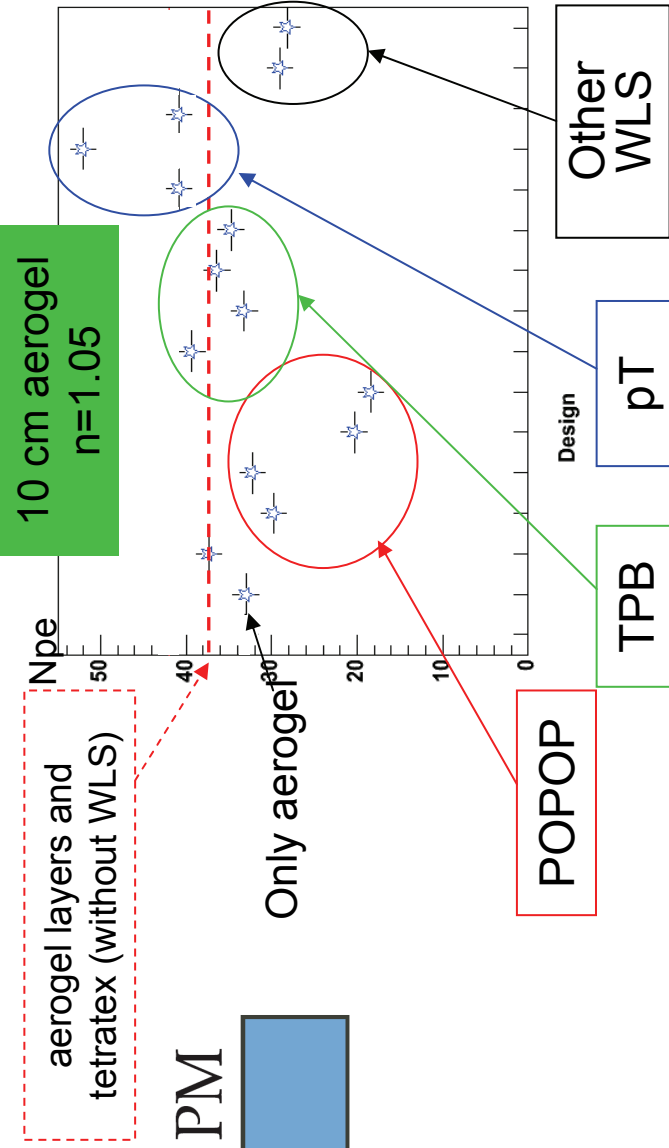 10 cm aerogel
n=1.05
Npe
50
40
30
20
10
0
Design
aerogel layers and
tetratex (without WLS)
Only aerogel
PM
POPOP
TPB
pT
Other
WLS